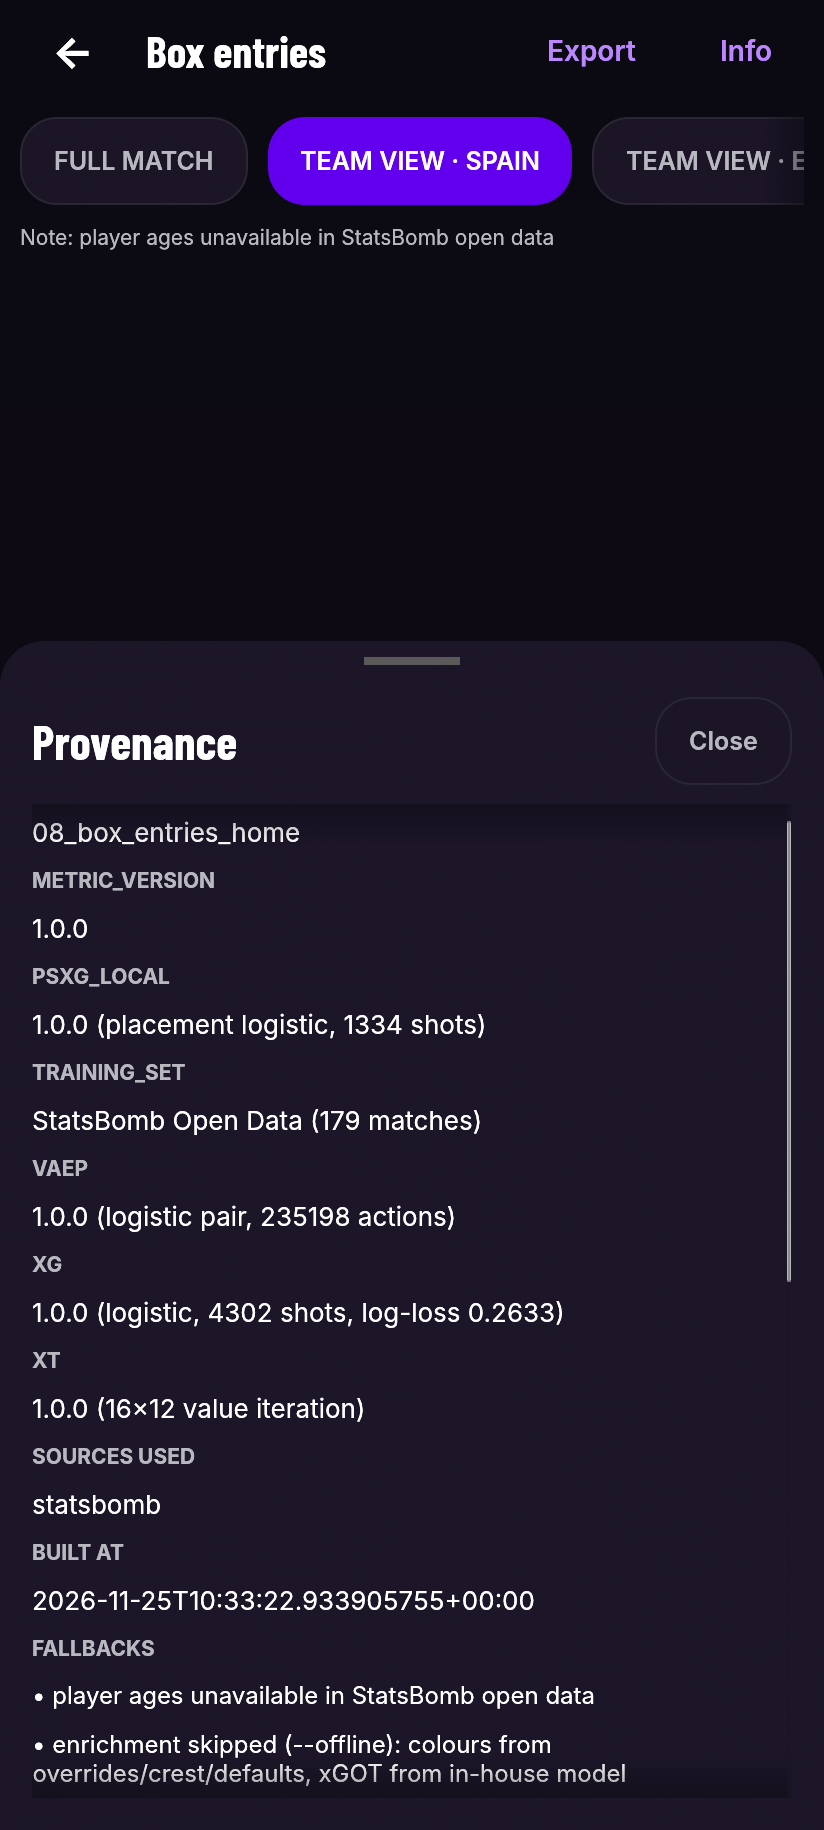 Box entries
Export
Info
FULL MATCH
TEAM VIEW · SPAIN
TEAM VIEW · E
Note: player ages unavailable in StatsBomb open data
Provenance
Close
08_box_entries_home
METRIC_VERSION
1.0.0
PSXG_LOCAL
1.0.0 (placement logistic, 1334 shots)
TRAINING_SET
StatsBomb Open Data (179 matches)
VAEP
1.0.0 (logistic pair, 235198 actions)
XG
1.0.0 (logistic, 4302 shots, log-loss 0.2633)
XT
1.0.0 (16×12 value iteration)
SOURCES USED
statsbomb
BUILT AT
2026-11-25T10:33:22.933905755+00:00
FALLBACKS
• player ages unavailable in StatsBomb open data
• enrichment skipped (--offline): colours from
overrides/crest/defaults, xGOT from in-house model